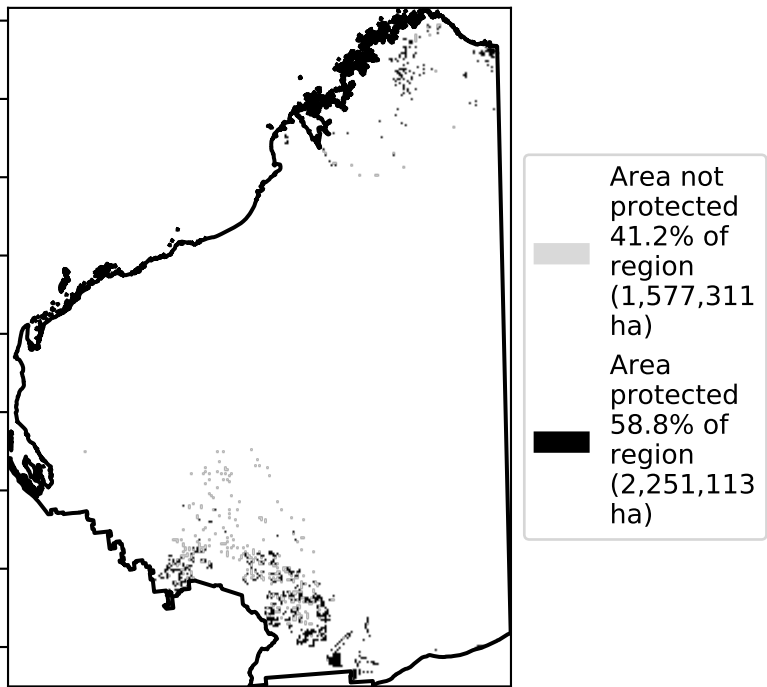 Area not
protected
41.2% of
region
(1,577,311
ha)
Area
protected
58.8% of
region
(2,251,113
ha)